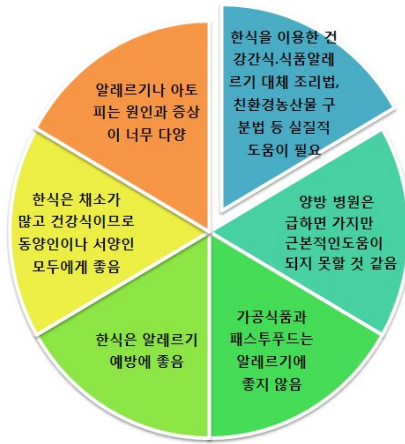 한식을 이용한 건
강간식.식품알레
르기 대체 조리법,
친환경농산물 구
분법 등 실질적
도움이 필요
양방 병원은
급하면 가지만
근본적인도움이
되지 못할 것 같음
가공식품과
패스투푸드는
알레르기에
좋지 않음
한식은 알레르기
예방에 좋음
한식은 채소가
많고 건강식이므로
동양인이나 서양인
모두에게 좋음
알레르기나 아토
피는 원인과 증상
이 너무 다양